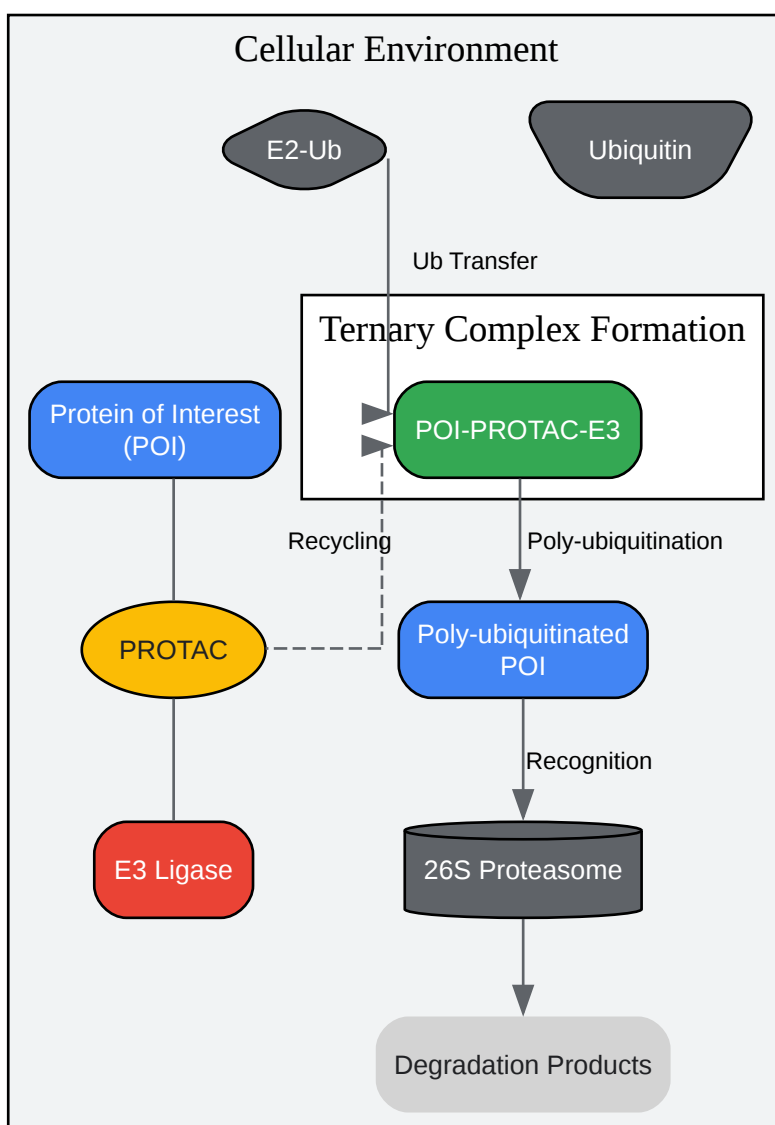 Cellular Environment
E2-Ub
Ubiquitin
Ub Transfer
Ternary Complex Formation
Protein of Interest
(POI)
POI-PROTAC-E3
Recycling
Poly-ubiquitination
PROTAC
Poly-ubiquitinated
POI
Recognition
E3 Ligase
26S Proteasome
Degradation Products